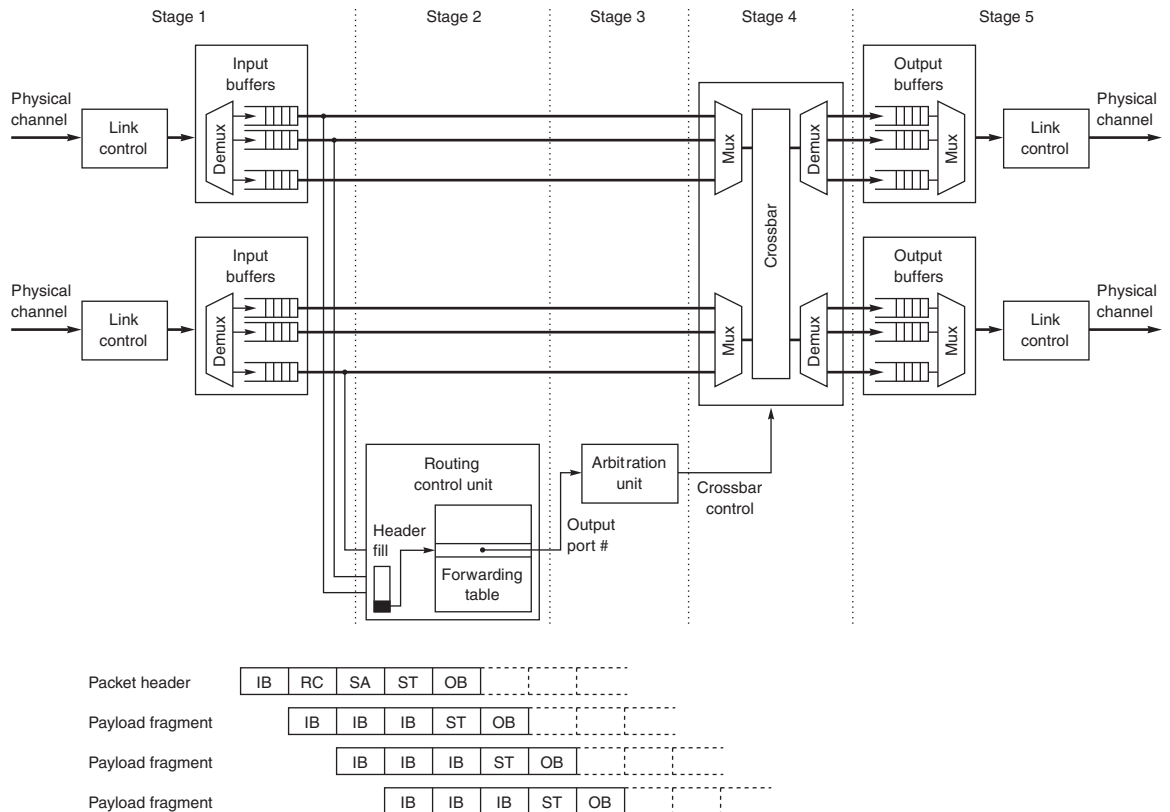 Stage 1
Stage 2
Stage 3
Stage 4
Stage 5
Physical
channel
Link
control
Input
buffers
Demux
Mux
Crossbar
Demux
Output
buffers
Mux
Link
control
Physical
channel
Physical
channel
Link
control
Input
buffers
Demux
Mux
Demux
Output
buffers
Mux
Link
control
Physical
channel
Routing
control unit
Header
fill
Forwarding
table
Output
port #
Arbitration
unit
Crossbar
control
Packet header IB RC SA ST OB
Payload fragment IB IB IB ST OB
Payload fragment IB IB IB ST OB
Payload fragment IB IB IB ST OB